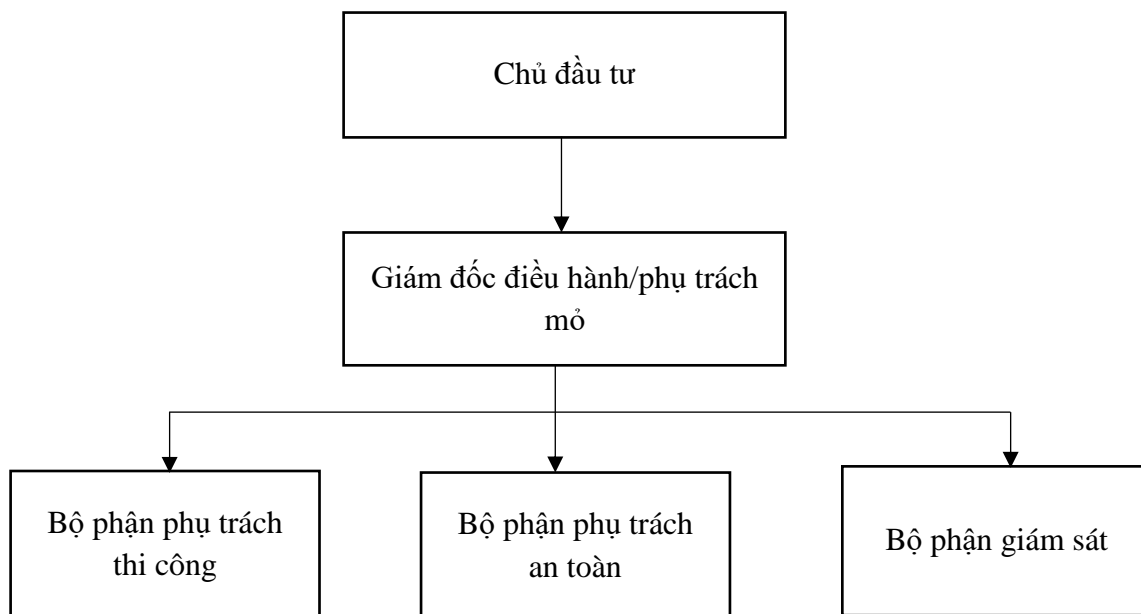 Chủ đầu tư
Giám đốc điều hành/phụ trách
mỏ
Bộ phận phụ trách
thi công
Bộ phận phụ trách
an toàn
Bộ phận giám sát